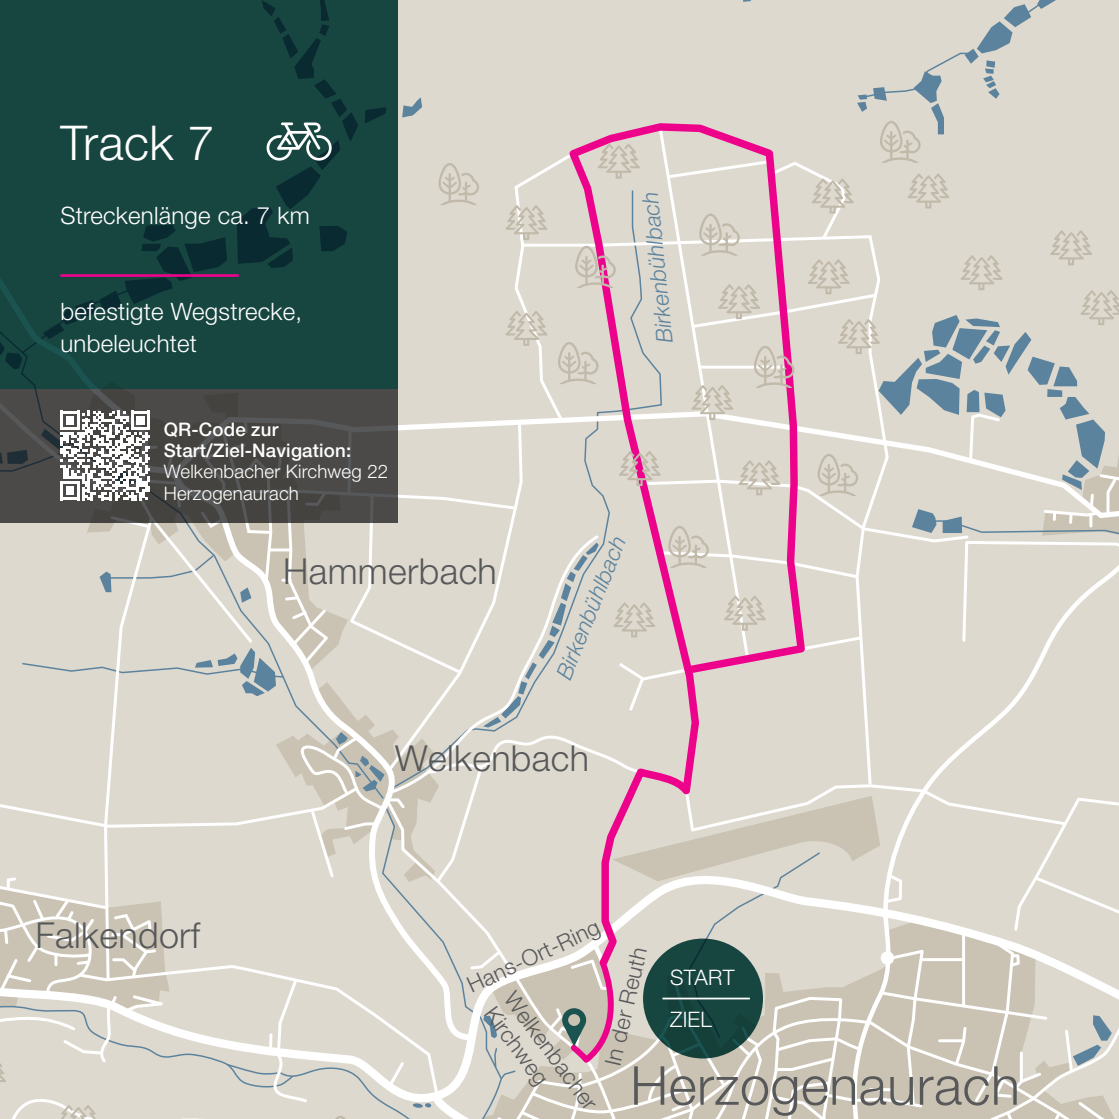 Track 7
Streckenlänge ca. 7 km
befestigte Wegstrecke,
unbeleuchtet
QR-Code zur
Start/Ziel-Navigation:
Welkenbacher Kirchweg 22
Herzogenaurach
Birkenbühlbach
Hammerbach
Birkenbühlbach
Welkenbach
Falkendorf
Hans-Ort-Ring
In der Reuth
START
ZIEL
Welkenbacher
Kirchweg
Herzogenaurach